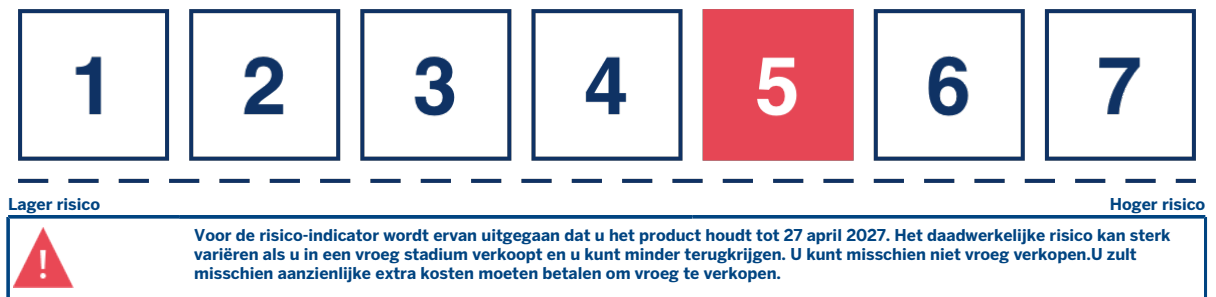 1 2 3 4 5 6 7
Lager risico Hoger risico
!
Voor de risico-indicator wordt ervan uitgegaan dat u het product houdt tot 27 april 2027. Het daadwerkelijke risico kan sterk
variëren als u in een vroeg stadium verkoopt en u kunt minder terugkrijgen. U kunt misschien niet vroeg verkopen.U zult
misschien aanzienlijke extra kosten moeten betalen om vroeg te verkopen.